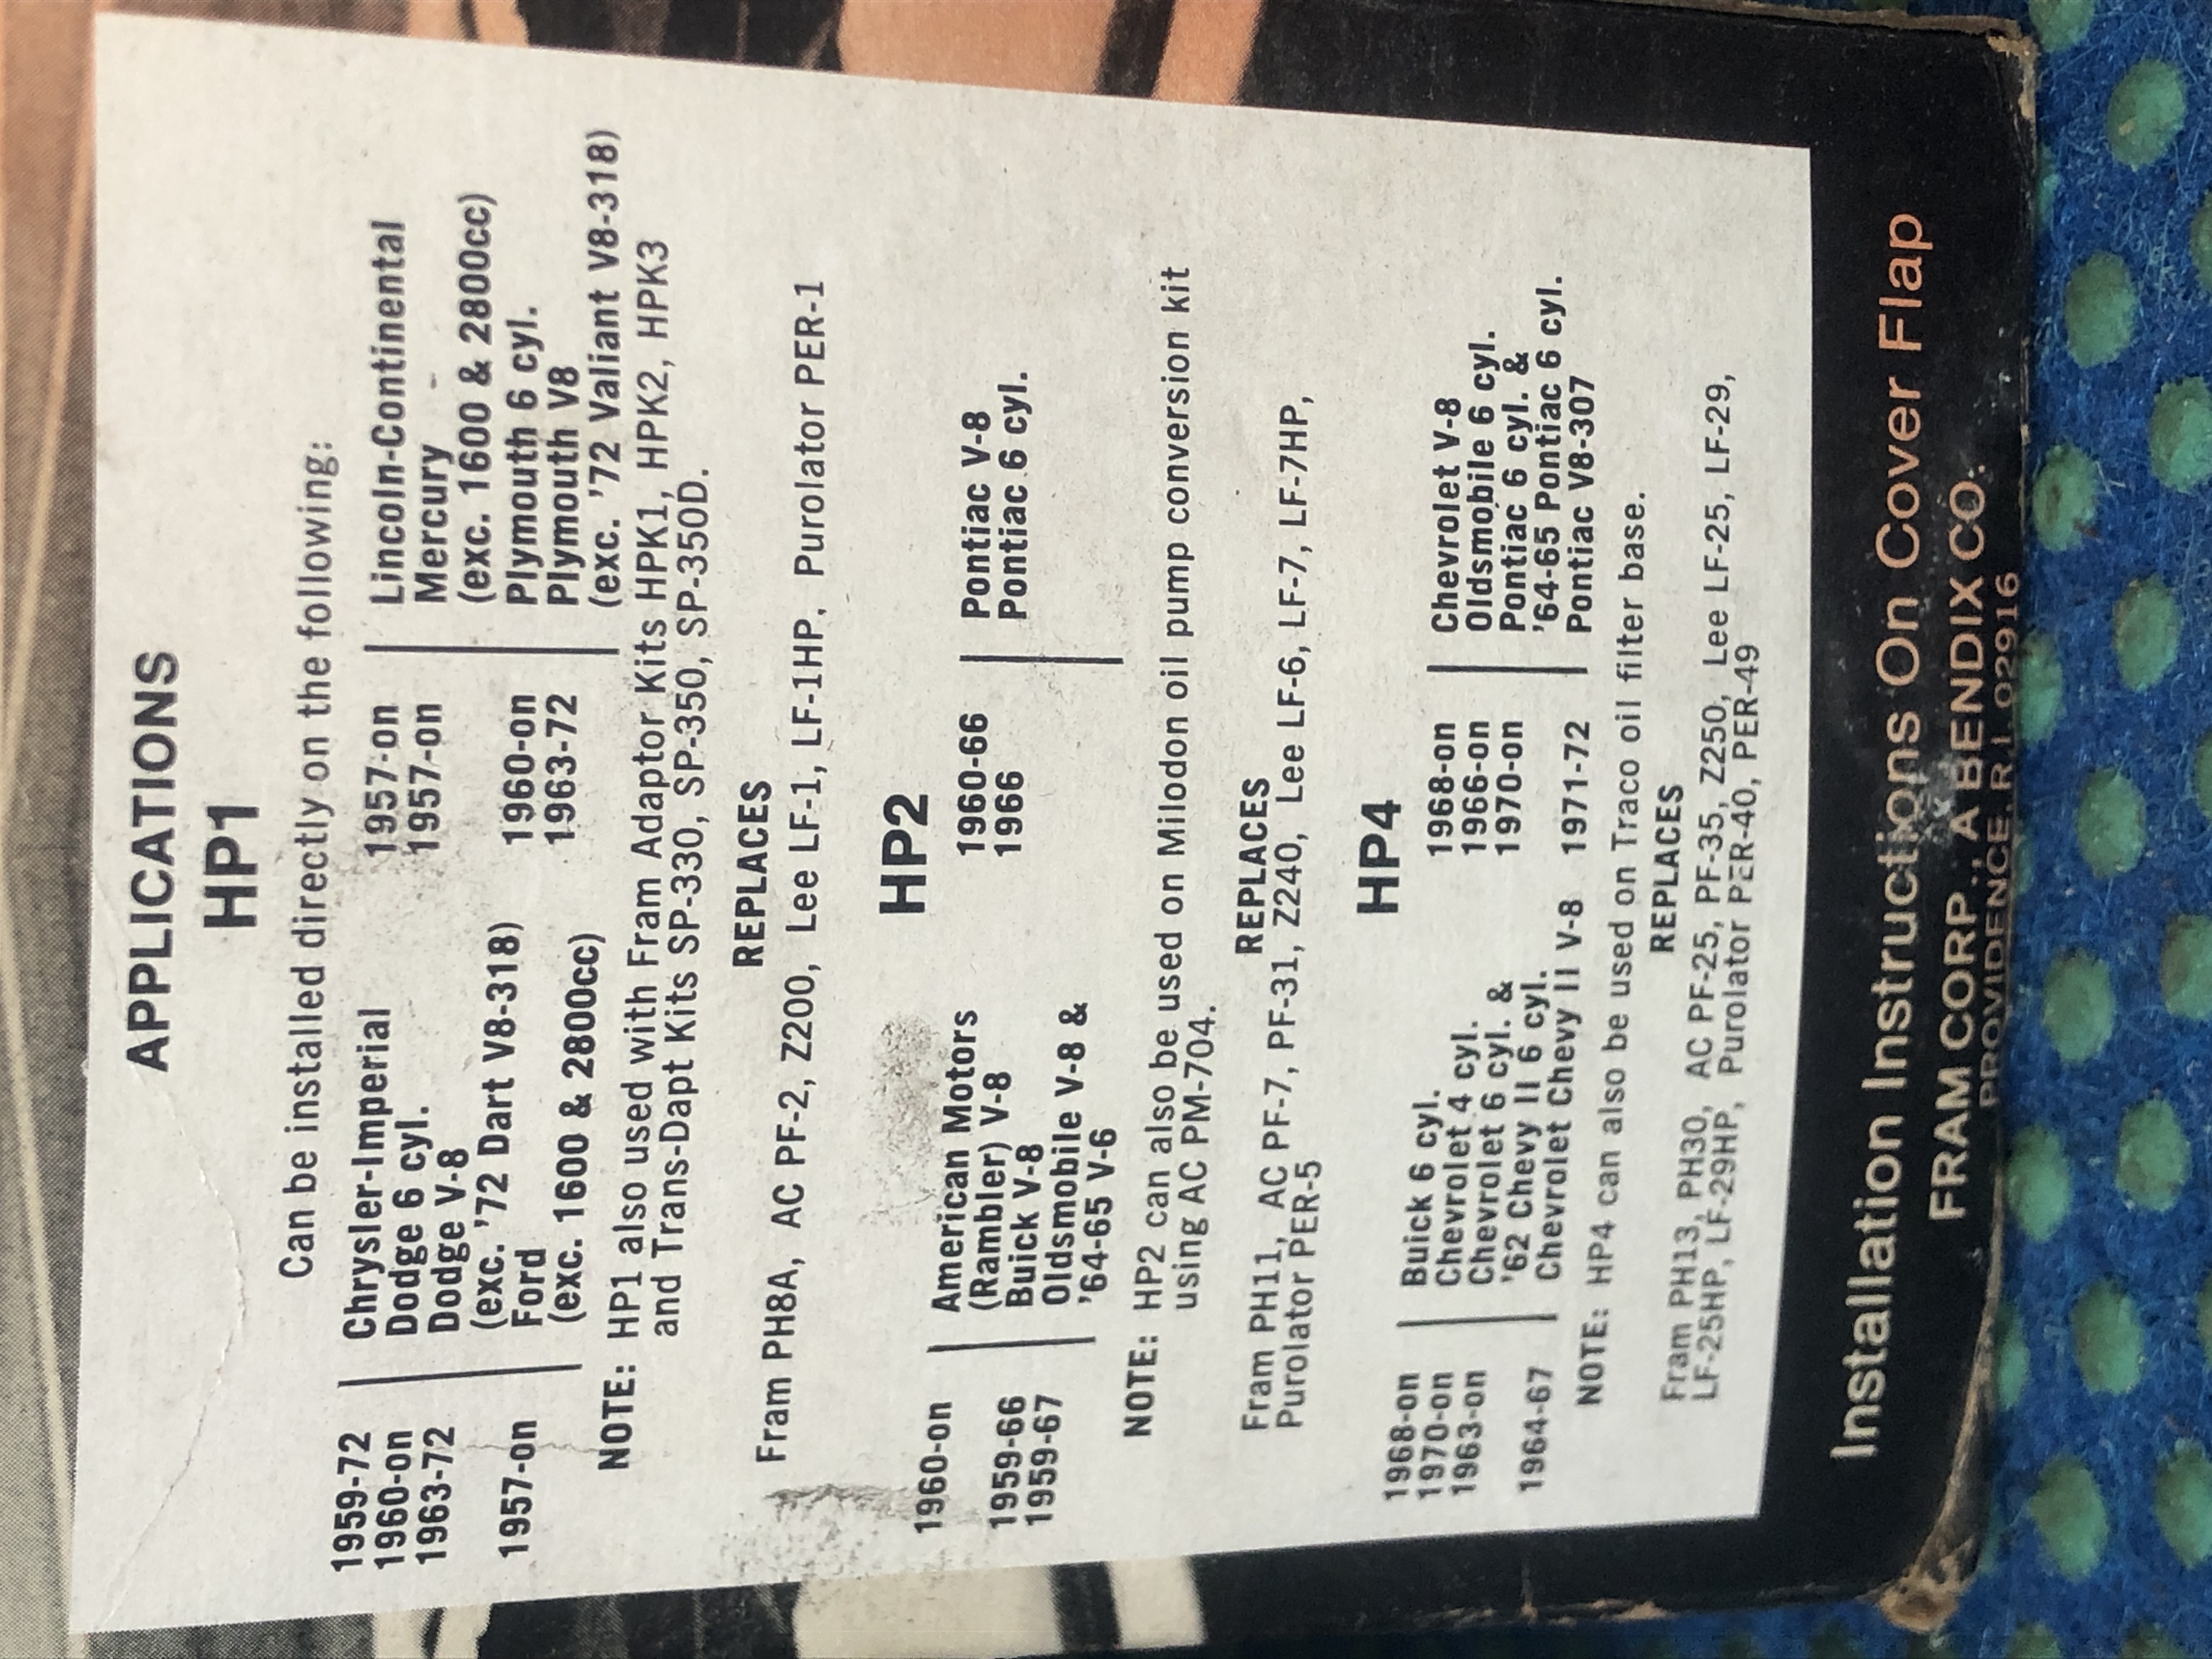 APPLICATIONS
HP1
Can be installed directly on the following:
1959-72 Chrysler-Imperial
1960-on Dodge 6 cyl.
1963-72 Dodge V-8
(exc. '72 Dart V8-318)
1957-on Ford
(exc. 1600 & 2800cc)
1957-on Lincoln-Continental
1957-on Mercury
(exc. 1600 & 2800cc)
1960-on Plymouth 6 cyl.
1963-72 Plymouth V8
(exc. '72 Valiant V8-318)
NOTE: HP1 also used with Fram Adaptor Kits HPK1, HPK2, HPK3
and Trans-Dapt Kits SP-330, SP-350, SP-350D.
REPLACES
Fram PH8A, AC PF-2, Z200, Lee LF-1, LF-1HP, Purolator PER-1
HP2
1960-on American Motors
(Rambler) V-8
1959-66 Buick V-8
1959-67 Oldsmobile V-8 &
'64-65 V-6
1960-66 Pontiac V-8
1966 Pontiac 6 cyl.
NOTE: HP2 can also be used on Milodon oil pump conversion kit
using AC PM-704.
REPLACES
Fram PH11, AC PF-7, PF-31, Z240, Lee LF-6, LF-7, LF-7HP,
Purolator PER-5
HP4
1968-on Buick 6 cyl.
1970-on Chevrolet 4 cyl.
1963-on Chevrolet 6 cyl. &
'62 Chevy II 6 cyl.
1964-67 Chevrolet Chevy II V-8
1968-on Chevrolet V-8
1966-on Oldsmobile 6 cyl.
1970-on Pontiac 6 cyl. &
'64-65 Pontiac 6 cyl.
1971-72 Pontiac V8-307
NOTE: HP4 can also be used on Traco oil filter base.
REPLACES
Fram PH13, PH30, AC PF-25, PF-35, Z250, Lee LF-25, LF-29,
LF-25HP, LF-29HP, Purolator PER-40, PER-49
Installation Instructions On Cover Flap
FRAM CORP., A BENDIX CO.
PROVIDENCE, R.I. 02916